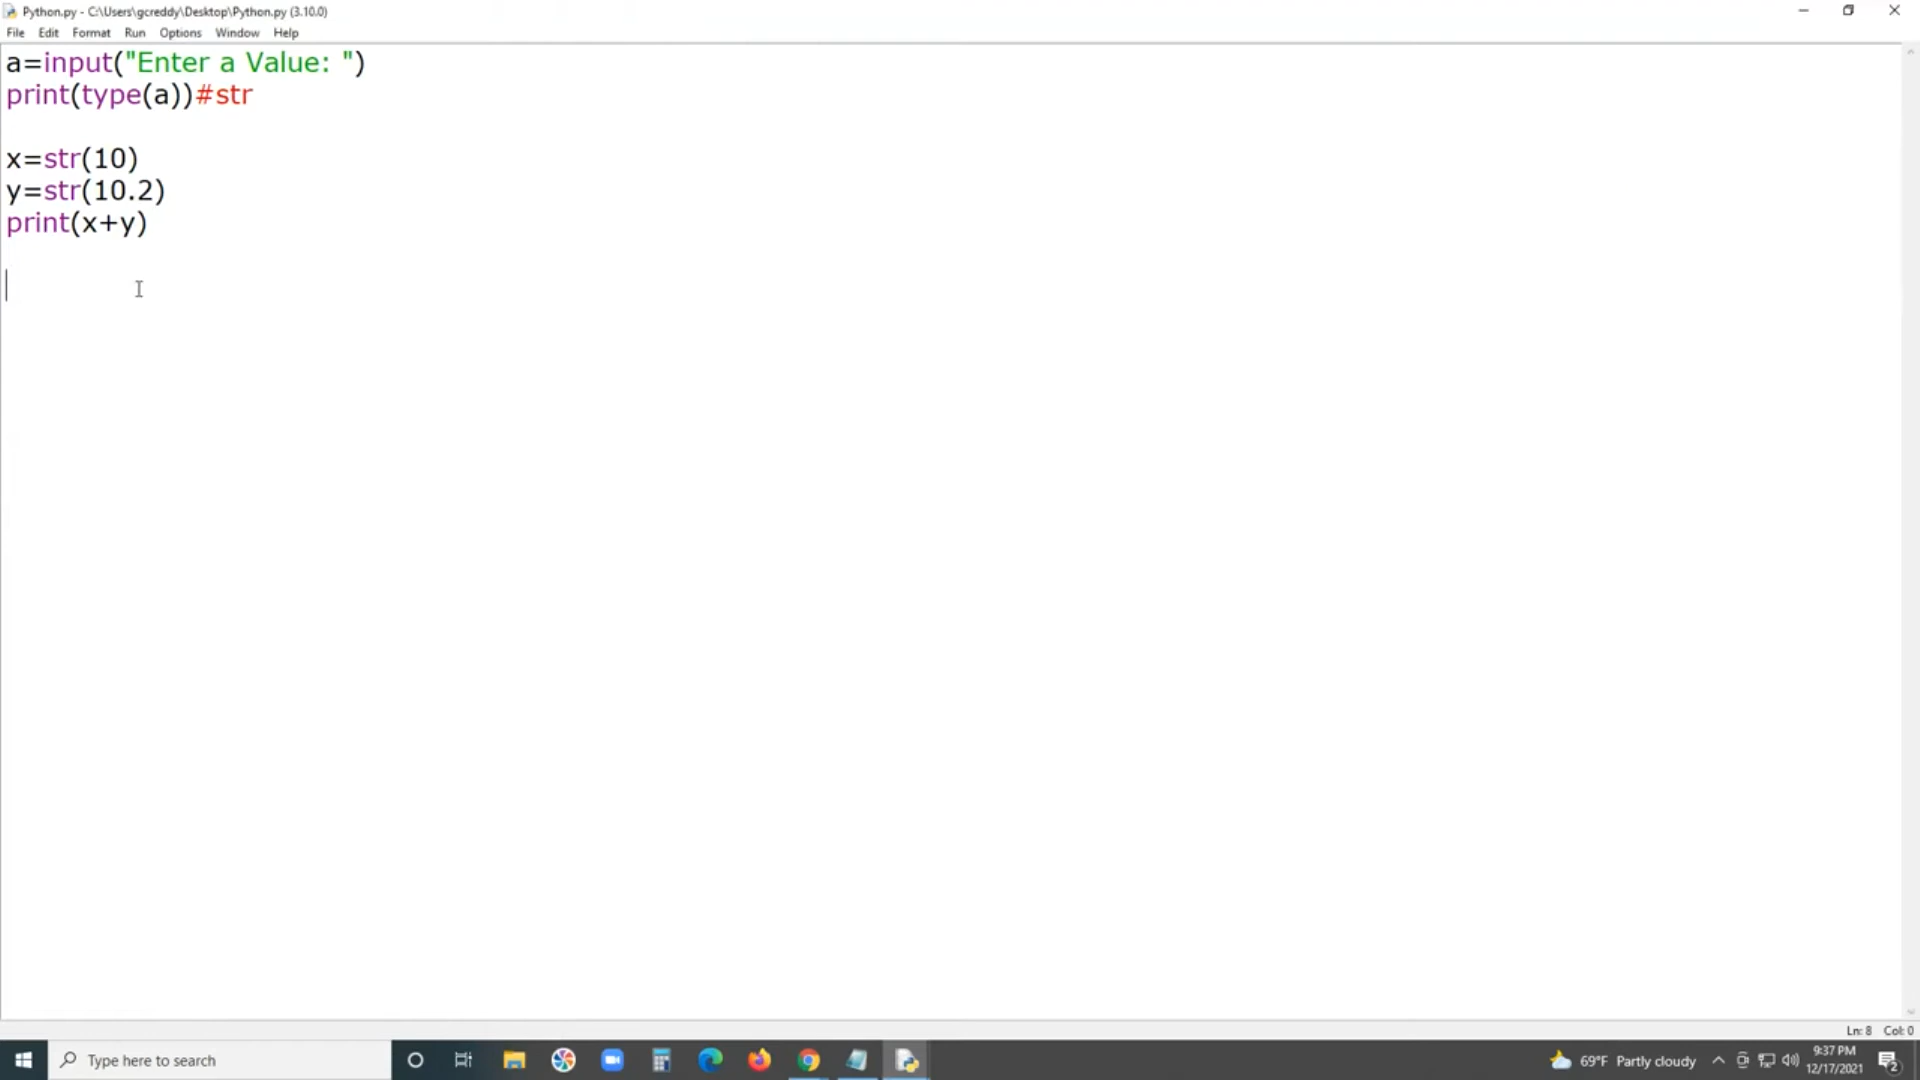 Python.py - C:\Users\gcreddy\Desktop\Python.py (3.10.0)
File Edit Format Run Options Window Help
a=input("Enter a Value: ")
print(type(a))#str
x=str(10)
y=str(10.2)
print(x+y)
Ln: 8 Col: 0
Type here to search
69°F Partly cloudy
9:37 PM
12/17/2021
2